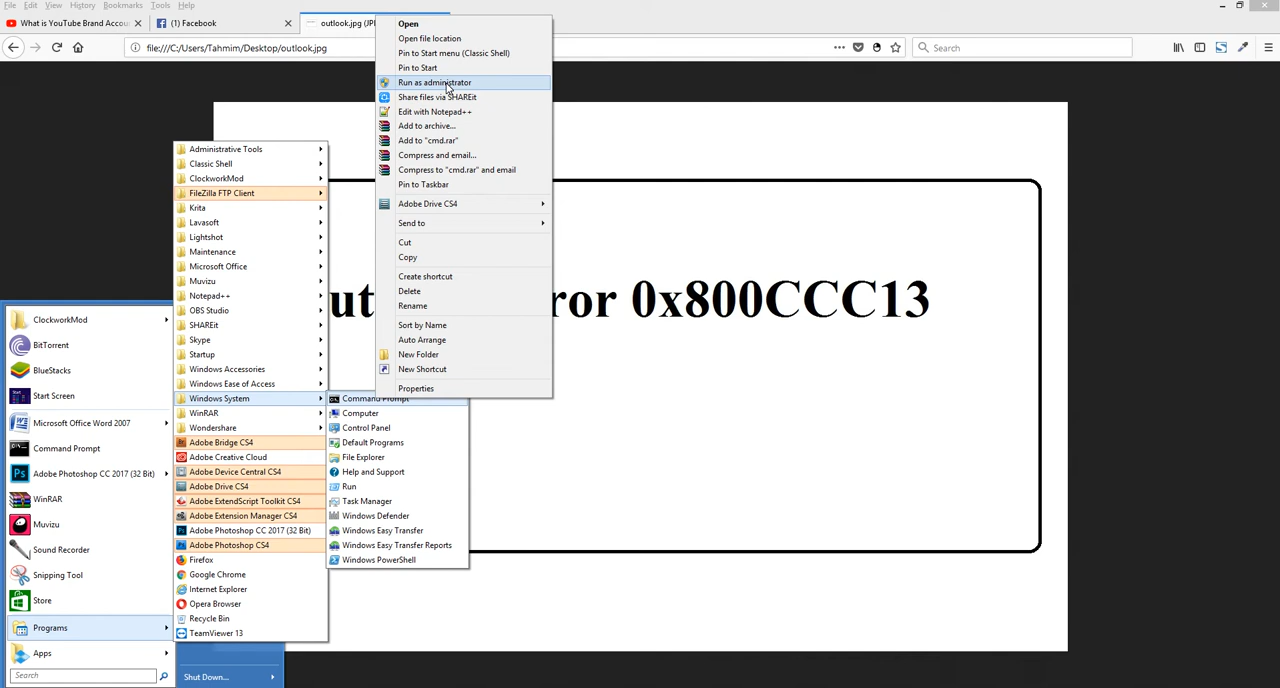 File Edit View History Bookmarks Tools Help
What is YouTube Brand Accou
(1) Facebook
outlook.jpg (JP
file:///C:/Users/Tahmim/Desktop/outlook.jpg
Search
Open
Open file location
Pin to Start menu (Classic Shell)
Pin to Start
Run as administrator
Share files via SHAREit
Edit with Notepad++
Add to archive...
Add to "cmd.rar"
Compress and email...
Compress to "cmd.rar" and email
Pin to Taskbar
Adobe Drive CS4
Send to
Cut
Copy
Create shortcut
Delete
Rename
Sort by Name
Auto Arrange
New Folder
New Shortcut
Properties
ut ror 0x800CCC13
Administrative Tools
Classic Shell
ClockworkMod
FileZilla FTP Client
Krita
Lavasoft
Lightshot
Maintenance
Microsoft Office
Muvizu
Notepad++
OBS Studio
SHAREit
Skype
Startup
Windows Accessories
Windows Ease of Access
Windows System
WinRAR
Wondershare
Adobe Bridge CS4
Adobe Creative Cloud
Adobe Device Central CS4
Adobe Drive CS4
Adobe ExtendScript Toolkit CS4
Adobe Extension Manager CS4
Adobe Photoshop CC 2017 (32 Bit)
Adobe Photoshop CS4
Firefox
Google Chrome
Internet Explorer
Opera Browser
Recycle Bin
TeamViewer 13
Command Prompt
Computer
Control Panel
Default Programs
File Explorer
Help and Support
Run
Task Manager
Windows Defender
Windows Easy Transfer
Windows Easy Transfer Reports
Windows PowerShell
ClockworkMod
BitTorrent
BlueStacks
Start Screen
Microsoft Office Word 2007
Command Prompt
Adobe Photoshop CC 2017 (32 Bit)
WinRAR
Muvizu
Sound Recorder
Snipping Tool
Store
Programs
Apps
Search
Shut Down...